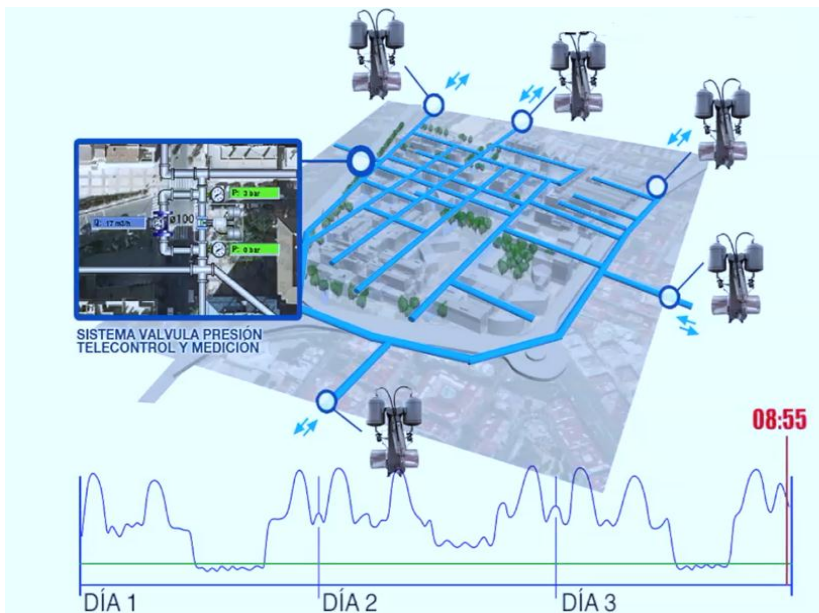 P: 3 bar
Q: 17 m3/h
ø100
P: 6 bar
SISTEMA VALVULA PRESIÓN
TELECONTROL Y MEDICION
08:55
DÍA 1
DÍA 2
DÍA 3